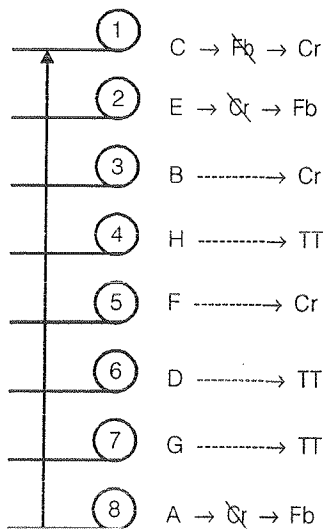 1 C → Fb → Cr
2 E → Cr → Fb
3 B --------→ Cr
4 H --------→ TT
5 F --------→ Cr
6 D --------→ TT
7 G --------→ TT
8 A → Cr → Fb